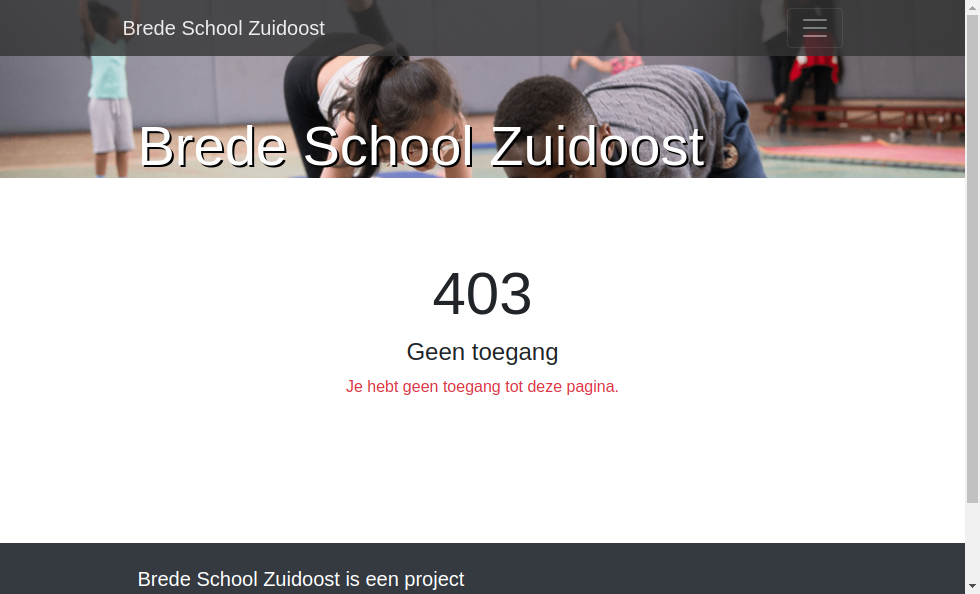 Brede School Zuidoost
Brede School Zuidoost
403
Geen toegang
Je hebt geen toegang tot deze pagina.
Brede School Zuidoost is een project